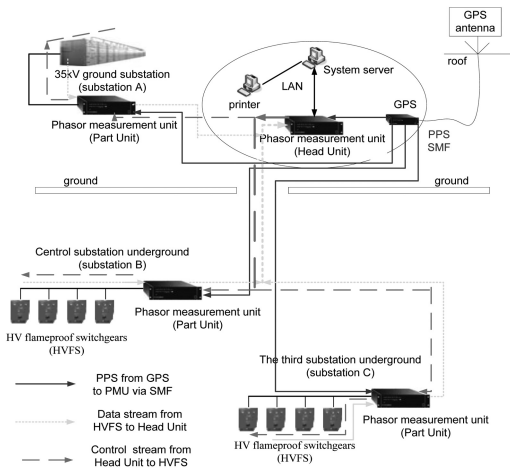 GPS
antenna
35kV ground substation
(substation A)
System server
roof
LAN
printer
GPS
Phasor measurement unit
(Part Unit)
Phasor measurement unit
(Head Unit)
PPS
SMF
ground
ground
Centrol substation underground
(substation B)
Phasor measurement unit
(Part Unit)
HV flameproof switchgears
(HVFS)
The third substation underground
(substation C)
PPS from GPS
to PMU via SMF
Data stream from
HVFS to Head Unit
Control stream from
Head Unit to HVFS
Phasor measurement unit
(Part Unit)
HV flameproof switchgears
(HVFS)